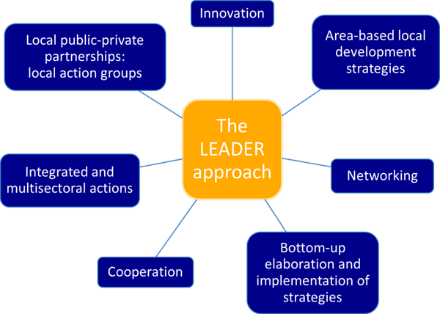 Innovation
Local public-private
partnerships:
local action groups
Area-based local
development
strategies
The
LEADER
approach
Integrated and
multisectoral actions
Networking
Cooperation
Bottom-up
elaboration and
implementation of
strategies